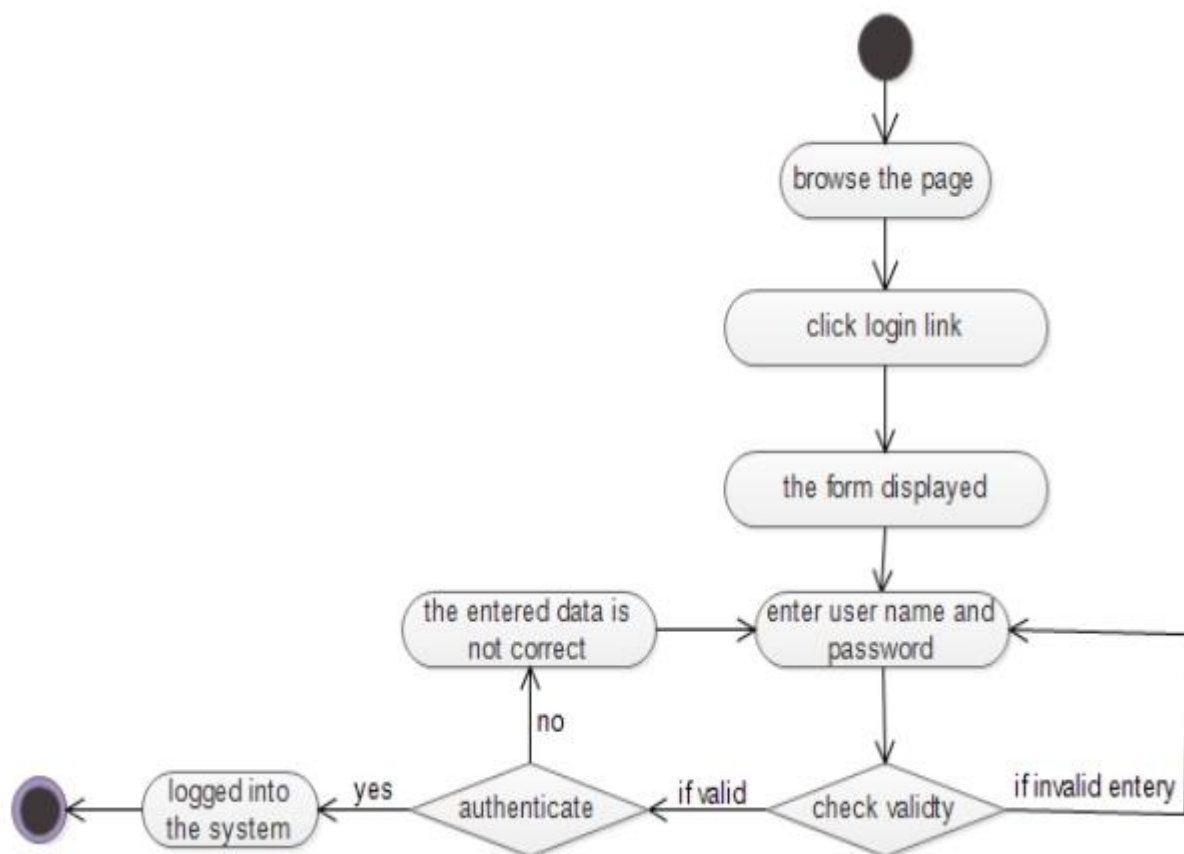 browse the page
click login link
the form displayed
the entered data is
not correct
enter user name and
password
no
logged into
the system
yes
authenticate
if valid
check validty
if invalid entery